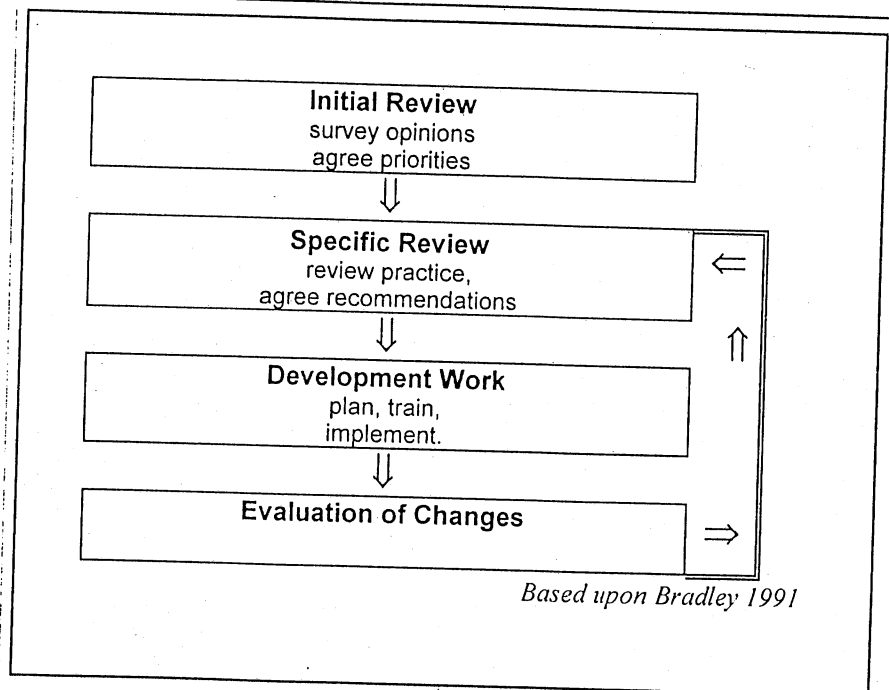 Initial Review
survey opinions
agree priorities
Specific Review
review practice,
agree recommendations
Development Work
plan, train,
implement.
Evaluation of Changes
Based upon Bradley 1991